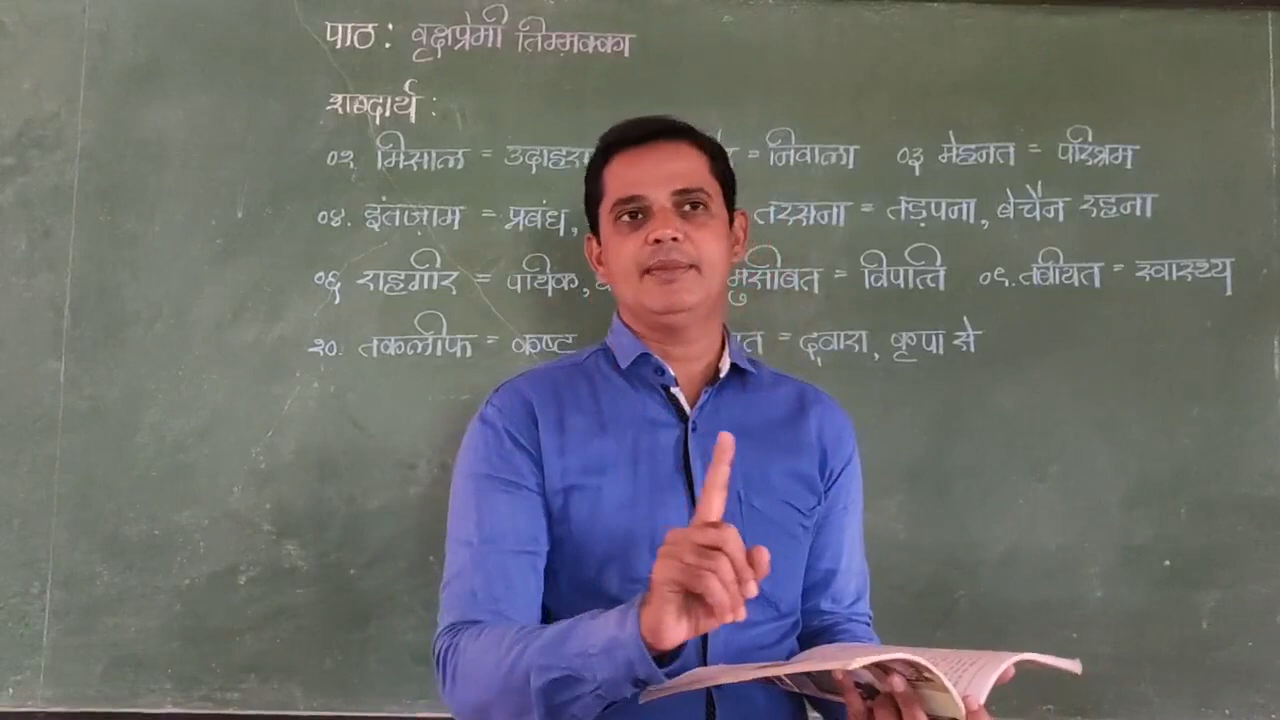 पाठ : वृक्षप्रेमी तिम्मक्का
शब्दार्थ :
०१. मिसाल = उदाहरण = निवाला ०३ मेहनत = परिश्रम
०४. इंतज़ाम = प्रबंध, तरसना = तड़पना, बेचैन रहना
०६ राहगीर = पथिक, मुसीबत = विपत्ति ०९. तबीयत = स्वास्थ्य
१०. तकलीफ = कष्ट = द्वारा, कृपा से